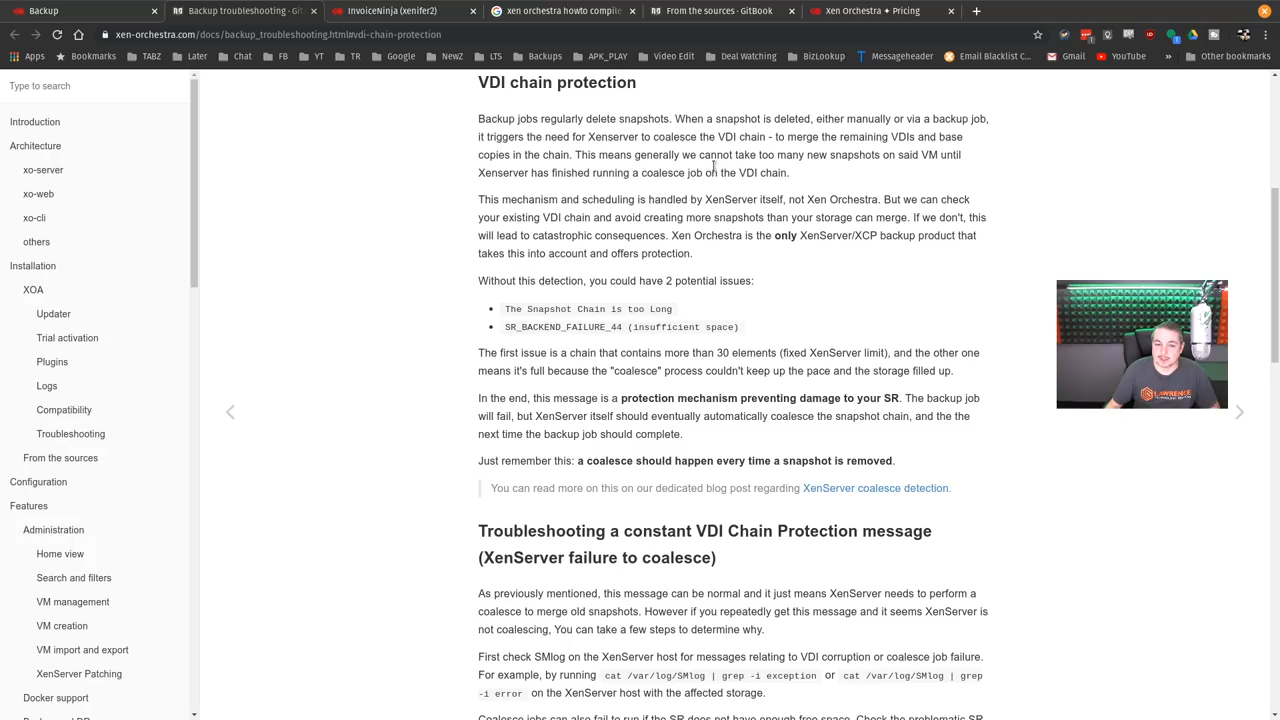 Backup
Backup troubleshooting · Git
InvoiceNinja (xenifer2)
xen orchestra howto compile
From the sources - GitBook
Xen Orchestra ✦ Pricing
xen-orchestra.com/docs/backup_troubleshooting.html#vdi-chain-protection
Apps
Bookmarks
TABZ
Later
Chat
FB
YT
TR
Google
NewZ
LTS
Backups
APK_PLAY
Video Edit
Deal Watching
BizLookup
Messageheader
Email Blacklist C
Gmail
YouTube
»
Other bookmarks
Type to search
Introduction
Architecture
xo-server
xo-web
xo-cli
others
Installation
XOA
Updater
Trial activation
Plugins
Logs
Compatibility
Troubleshooting
From the sources
Configuration
Features
Administration
Home view
Search and filters
VM management
VM creation
VM import and export
XenServer Patching
Docker support
VDI chain protection
Backup jobs regularly delete snapshots. When a snapshot is deleted, either manually or via a backup job,
it triggers the need for Xenserver to coalesce the VDI chain - to merge the remaining VDIs and base
copies in the chain. This means generally we cannot take too many new snapshots on said VM until
Xenserver has finished running a coalesce job on the VDI chain.
This mechanism and scheduling is handled by XenServer itself, not Xen Orchestra. But we can check
your existing VDI chain and avoid creating more snapshots than your storage can merge. If we don't, this
will lead to catastrophic consequences. Xen Orchestra is the only XenServer/XCP backup product that
takes this into account and offers protection.
Without this detection, you could have 2 potential issues:
• The Snapshot Chain is too Long
• SR_BACKEND_FAILURE_44 (insufficient space)
The first issue is a chain that contains more than 30 elements (fixed XenServer limit), and the other one
means it's full because the "coalesce" process couldn't keep up the pace and the storage filled up.
In the end, this message is a protection mechanism preventing damage to your SR. The backup job
will fail, but XenServer itself should eventually automatically coalesce the snapshot chain, and the the
next time the backup job should complete.
Just remember this: a coalesce should happen every time a snapshot is removed.
You can read more on this on our dedicated blog post regarding XenServer coalesce detection.
Troubleshooting a constant VDI Chain Protection message
(XenServer failure to coalesce)
As previously mentioned, this message can be normal and it just means XenServer needs to perform a
coalesce to merge old snapshots. However if you repeatedly get this message and it seems XenServer is
not coalescing, You can take a few steps to determine why.
First check SMlog on the XenServer host for messages relating to VDI corruption or coalesce job failure.
For example, by running cat /var/log/SMlog | grep -i exception or cat /var/log/SMlog | grep
-i error on the XenServer host with the affected storage.
Coalesce jobs can also fail to run if the SR does not have enough free space. Check the problematic SR
LAWRENCE